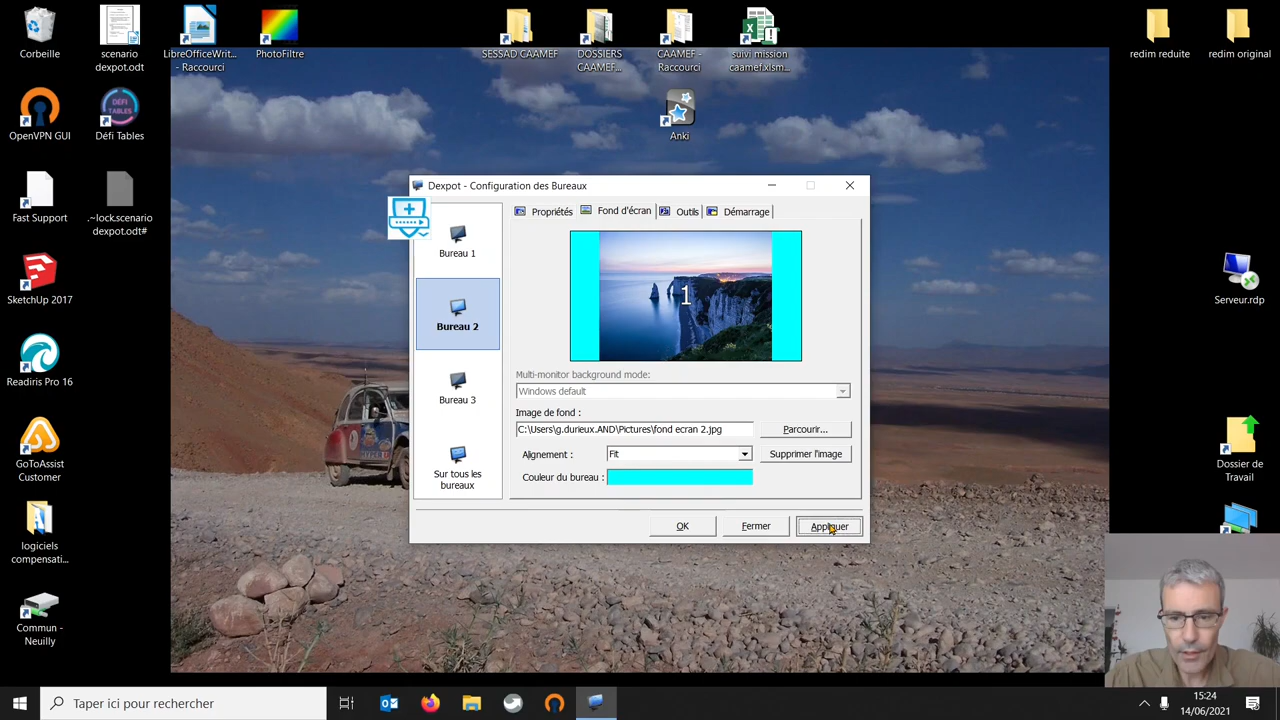 Corbeille
scenario
dexpot.odt
LibreOfficeWrit...
- Raccourci
PhotoFiltre
SESSAD CAAMEF
DOSSIERS
CAAMEF...
CAAMEF -
Raccourci
suivi mission
caamef.xlsm...
redim reduite
redim original
OpenVPN GUI
DÉFI
TABLES
Défi Tables
Anki
Fast Support
.~lock.scenario
dexpot.odt#
SketchUp 2017
Readiris Pro 16
GoToAssist
Customer
logiciels
compensati...
Commun -
Neuilly
Serveur.rdp
Dossier de
Travail
Dexpot - Configuration des Bureaux
Bureau 1
Bureau 2
Bureau 3
Sur tous les
bureaux
Propriétés
Fond d'écran
Outils
Démarrage
1
Multi-monitor background mode:
Windows default
Image de fond :
C:\Users\g.durieux.AND\Pictures\fond ecran 2.jpg
Parcourir...
Alignement :
Fit
Supprimer l'image
Couleur du bureau :
OK
Fermer
Appliquer
Taper ici pour rechercher
15:24
14/06/2021